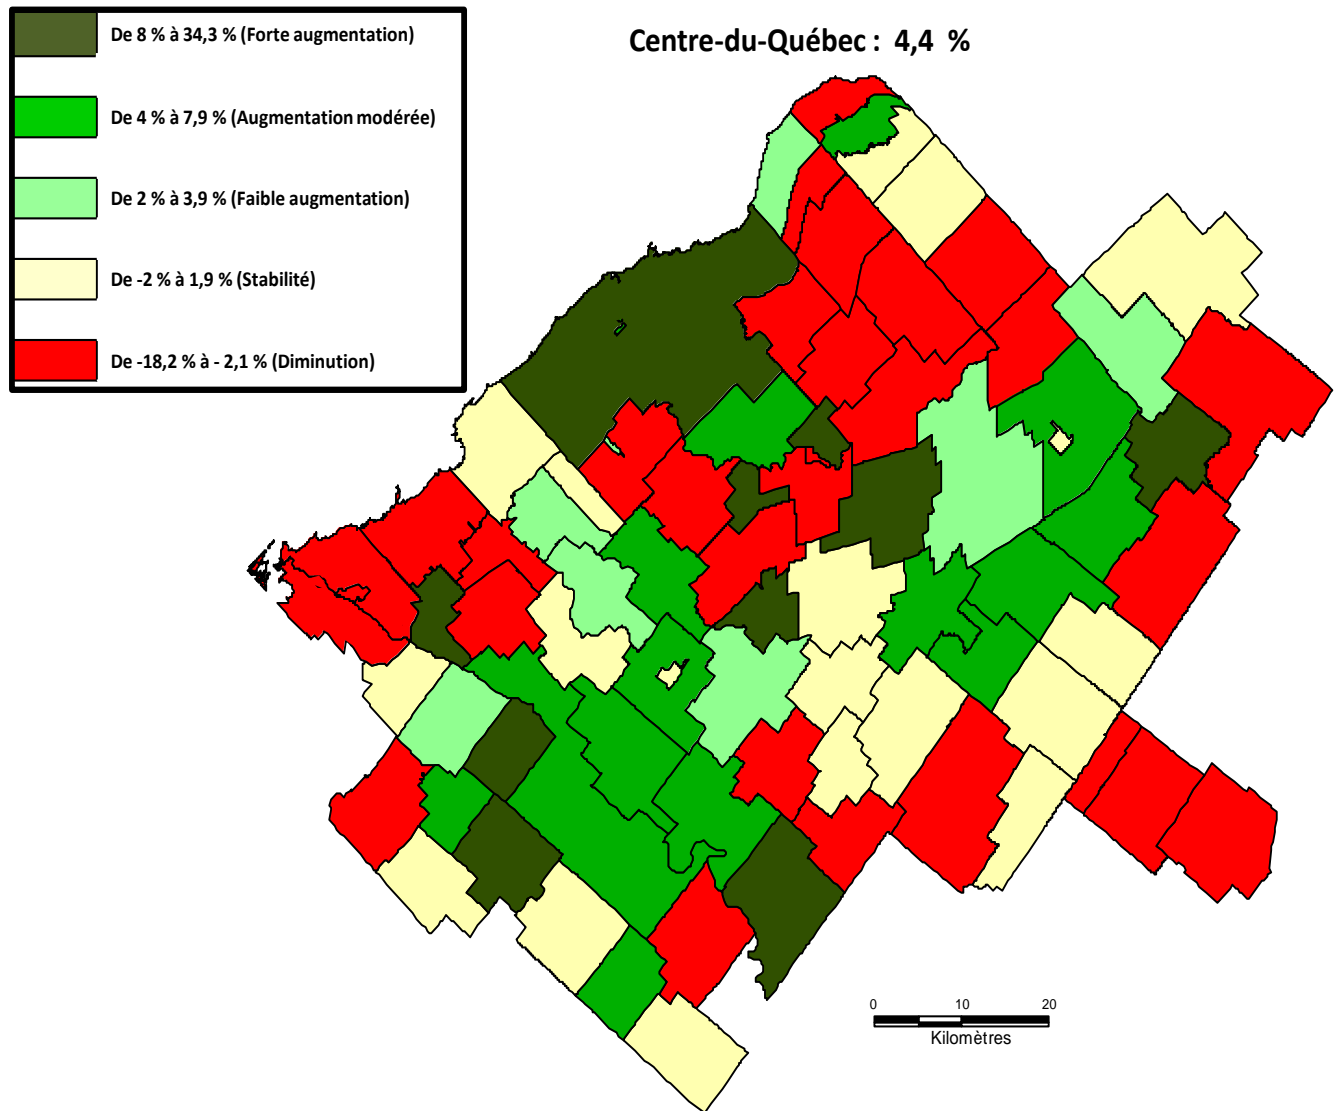 De 8 % à 34,3 % (Forte augmentation)
Centre-du-Québec : 4,4 %
De 4 % à 7,9 % (Augmentation modérée)
De 2 % à 3,9 % (Faible augmentation)
De -2 % à 1,9 % (Stabilité)
De -18,2 % à - 2,1 % (Diminution)
0 10 20
Kilomètres